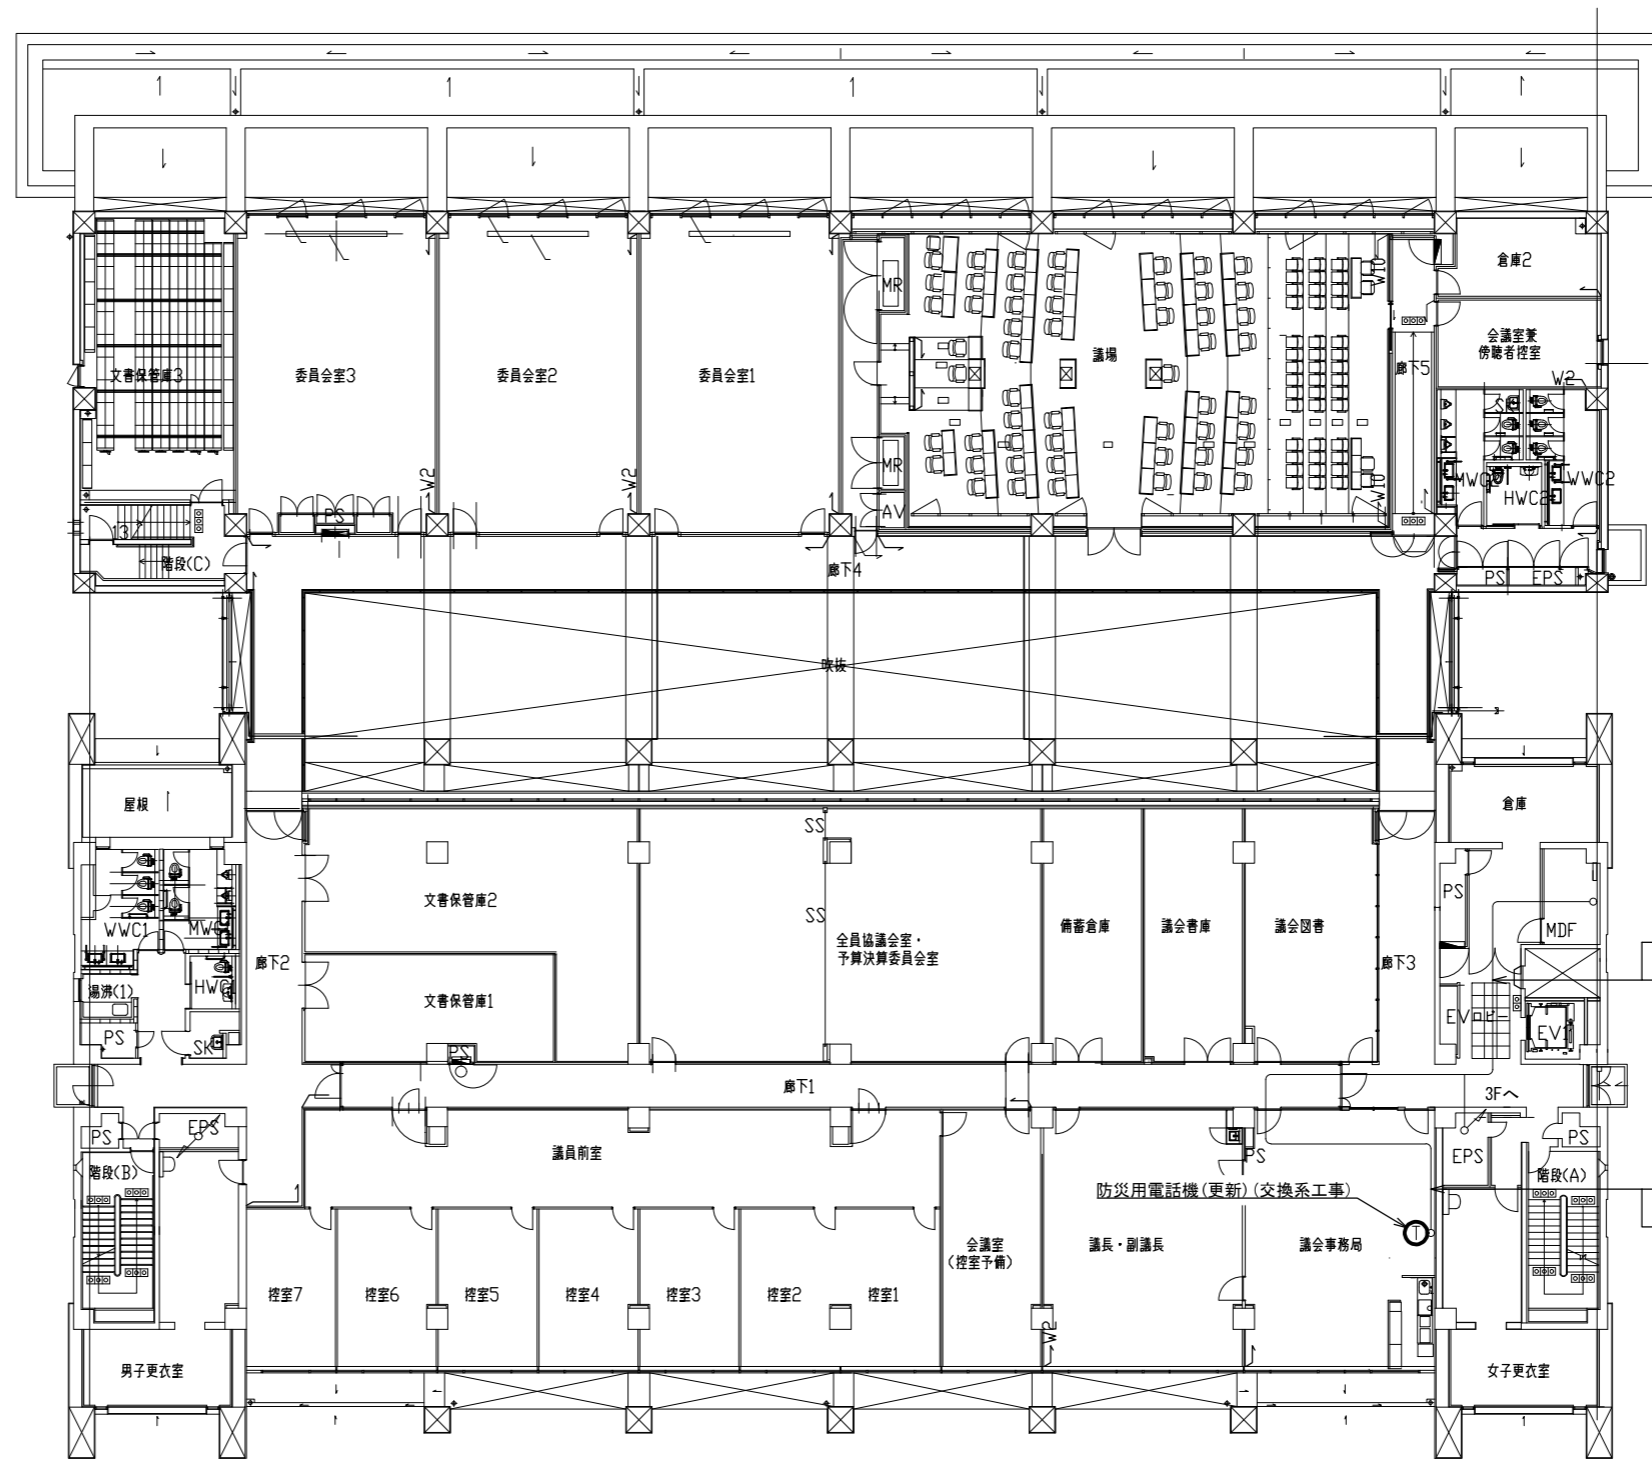 倉庫2
MR
W10
会議室兼
傍聴者控室
文書保管庫3
委員会室3
委員会室2
委員会室1
議場
廊下5
W2
SK
W2
W2
MR
MWC2
WWC2
HWC2
W10
AV
PS
13
階段(C)
廊下4
PS
EPS
吹抜
屋根
倉庫
SS
文書保管庫2
SS
備蓄倉庫
議会書庫
議会図書
PS
WWC1
MWC1
MDF
全員協議会室・
予算決算委員会室
廊下2
廊下3
湯沸(1)
HWC1
文書保管庫1
EVロビー
EV1
PS
SK
PS
廊下1
3Fへ
PS
EPS
PS
議員前室
PS
EPS
階段(B)
階段(A)
防災用電話機(更新)(交換系工事)
T
会議室
(控室予備)
議長・副議長
議会事務局
控室7
控室6
控室5
控室4
控室3
控室2
控室1
W2
男子更衣室
女子更衣室